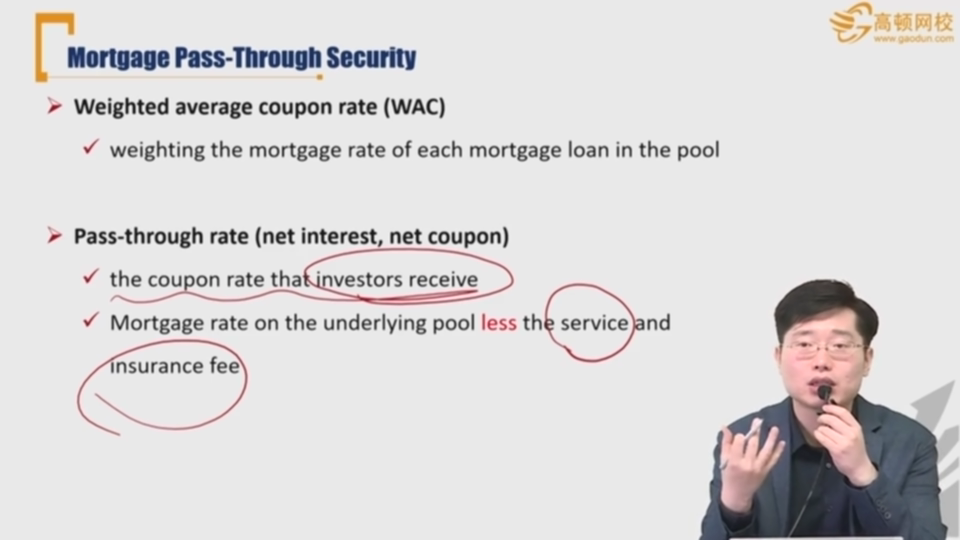 高顿网校
www.gaodun.com
Mortgage Pass-Through Security
Weighted average coupon rate (WAC)
weighting the mortgage rate of each mortgage loan in the pool
Pass-through rate (net interest, net coupon)
the coupon rate that investors receive
Mortgage rate on the underlying pool less the service and
insurance fee